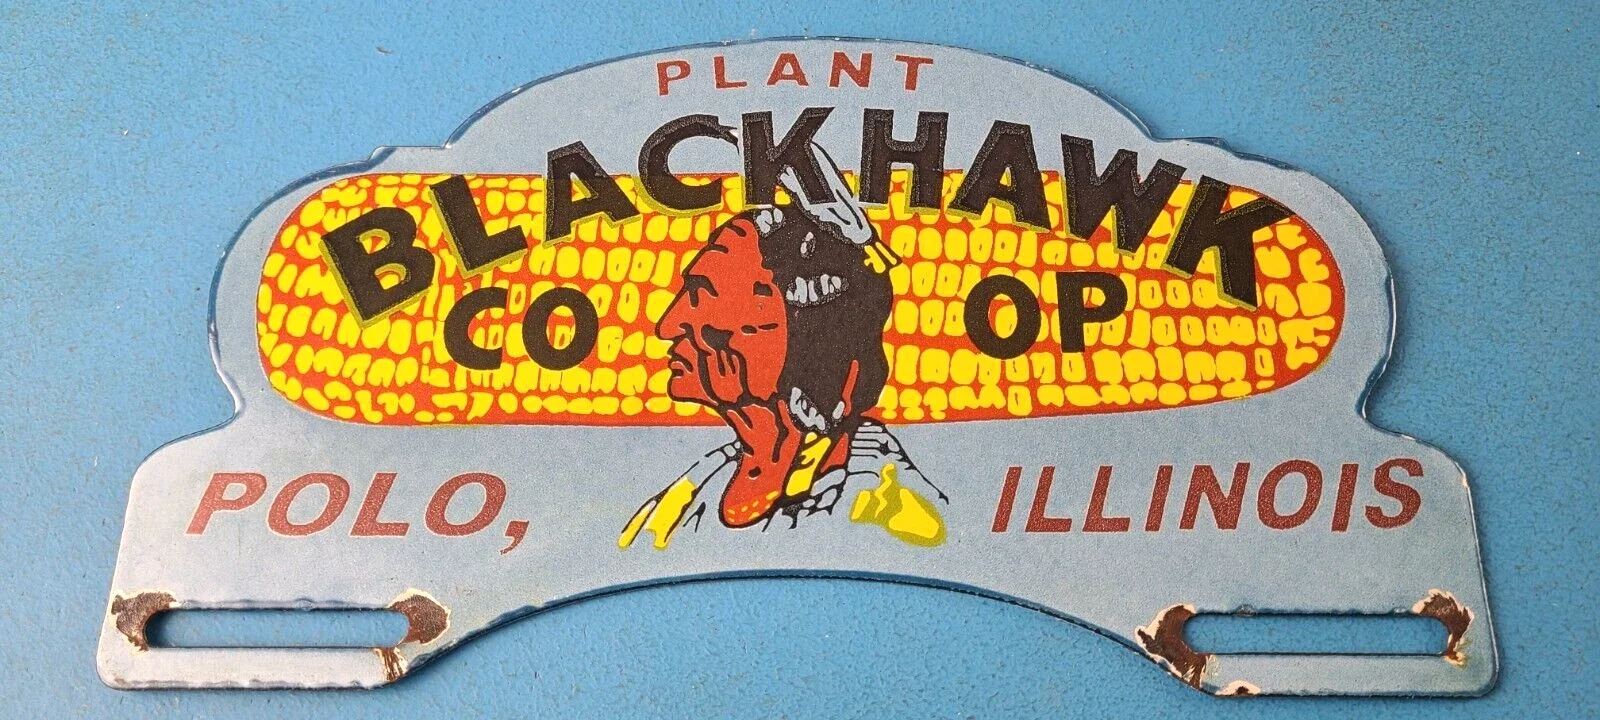 PLANT
BLACKHAWK
CO OP
POLO, ILLINOIS